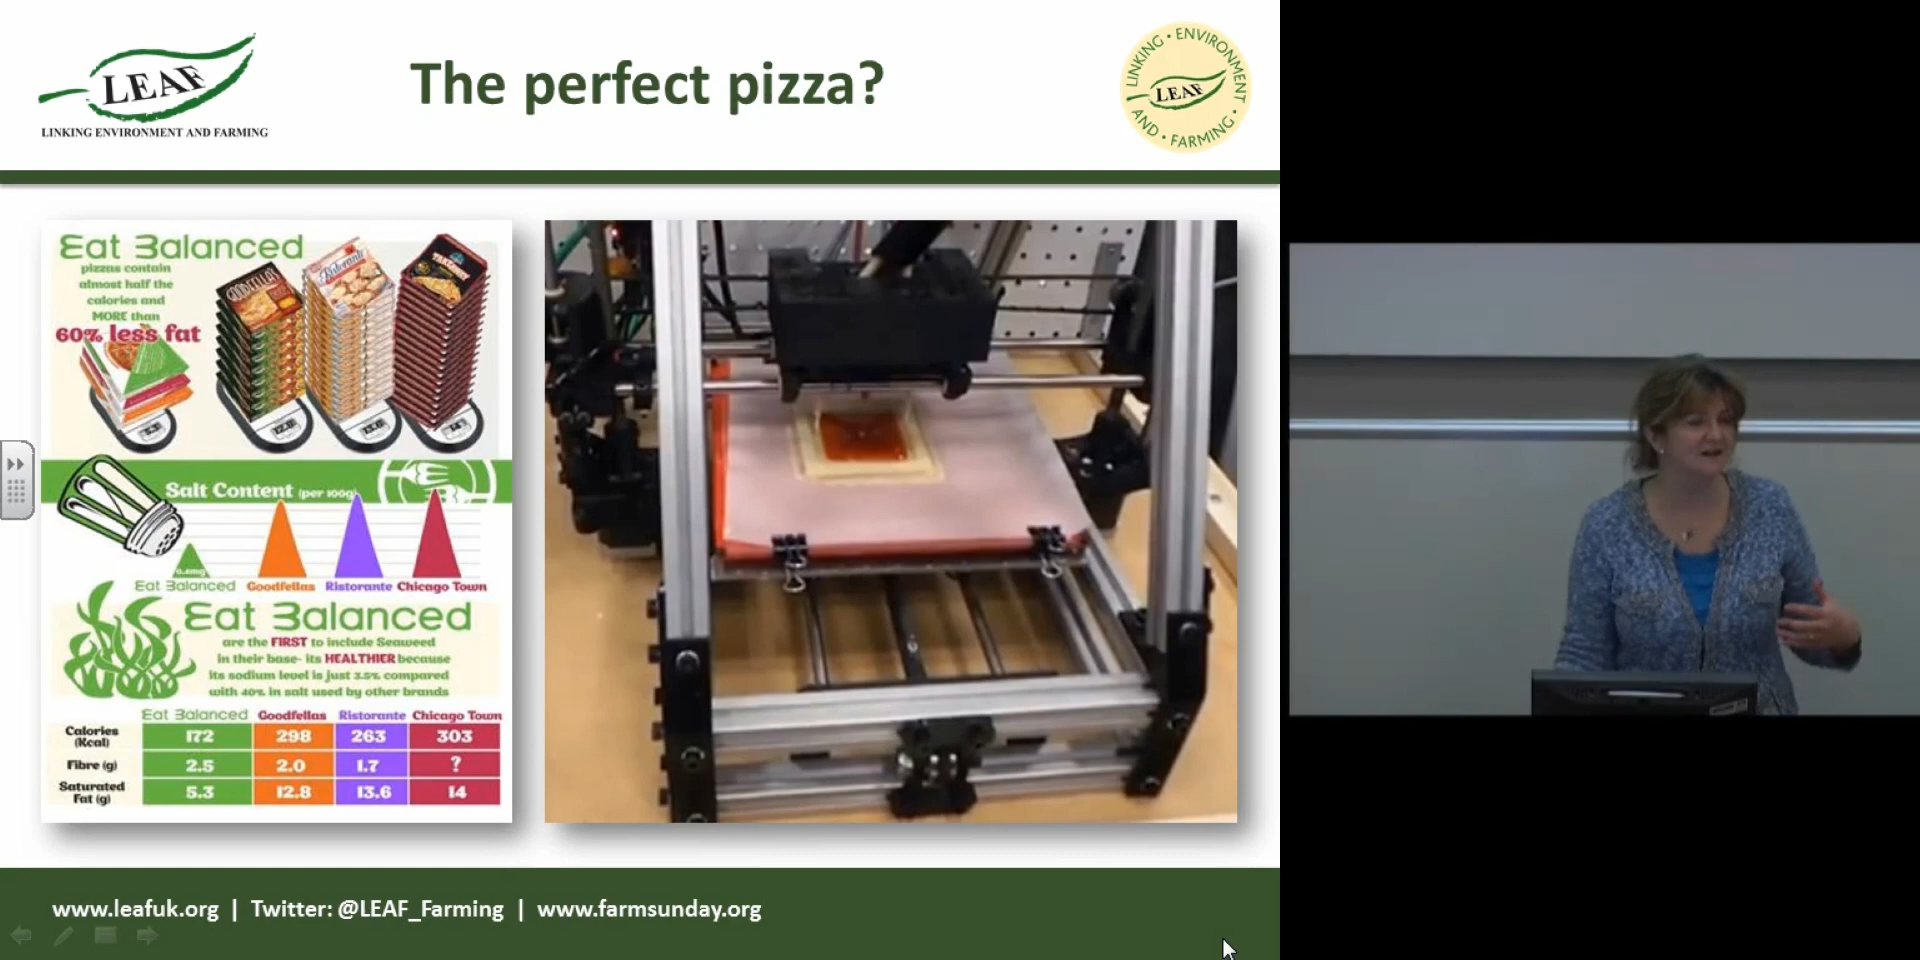 LEAF
LINKING ENVIRONMENT AND FARMING
The perfect pizza?
LINKING • ENVIRONMENT
LEAF
AND • FARMING •
Eat Balanced
pizzas contain
almost half the
calories and
MORE than
60% less fat
GOODFELLA'S
Ristorante
TAKEAWAY
Salt Content (per 100g)
Eat Balanced Goodfellas Ristorante Chicago Town
Eat Balanced
are the FIRST to include Seaweed
in their base- its HEALTHIER because
its sodium level is just 3.5% compared
with 40% in salt used by other brands
Eat Balanced Goodfellas Ristorante Chicago Town
Calories (Kcal) 172 298 263 303
Fibre (g) 2.5 2.0 1.7 ?
Saturated Fat (g) 5.3 12.8 13.6 14
www.leafuk.org | Twitter: @LEAF_Farming | www.farmsunday.org